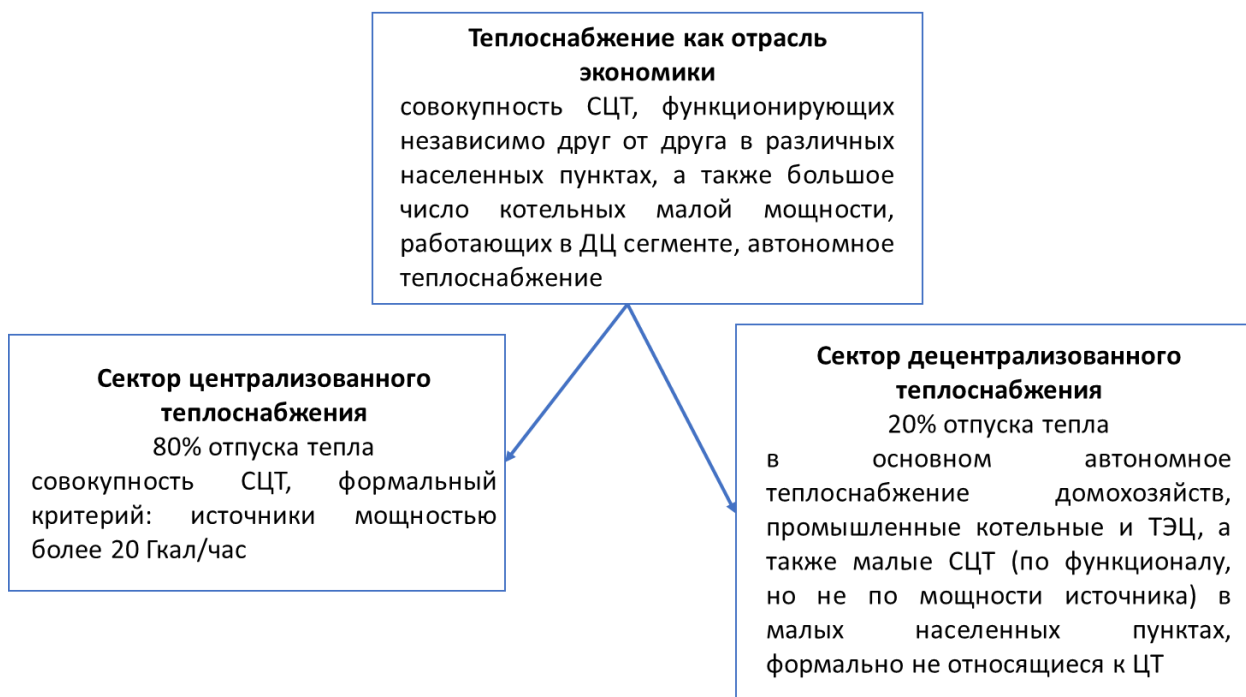 Теплоснабжение как отрасль
экономики
совокупность СЦТ, функционирующих
независимо друг от друга в различных
населенных пунктах, а также большое
число котельных малой мощности,
работающих в ДЦ сегменте, автономное
теплоснабжение
Сектор централизованного
теплоснабжения
80% отпуска тепла
совокупность СЦТ, формальный
критерий: источники мощностью
более 20 Гкал/час
Сектор децентрализованного
теплоснабжения
20% отпуска тепла
в основном автономное
теплоснабжение домохозяйств,
промышленные котельные и ТЭЦ, а
также малые СЦТ (по функционалу,
но не по мощности источника) в
малых населенных пунктах,
формально не относящиеся к ЦТ